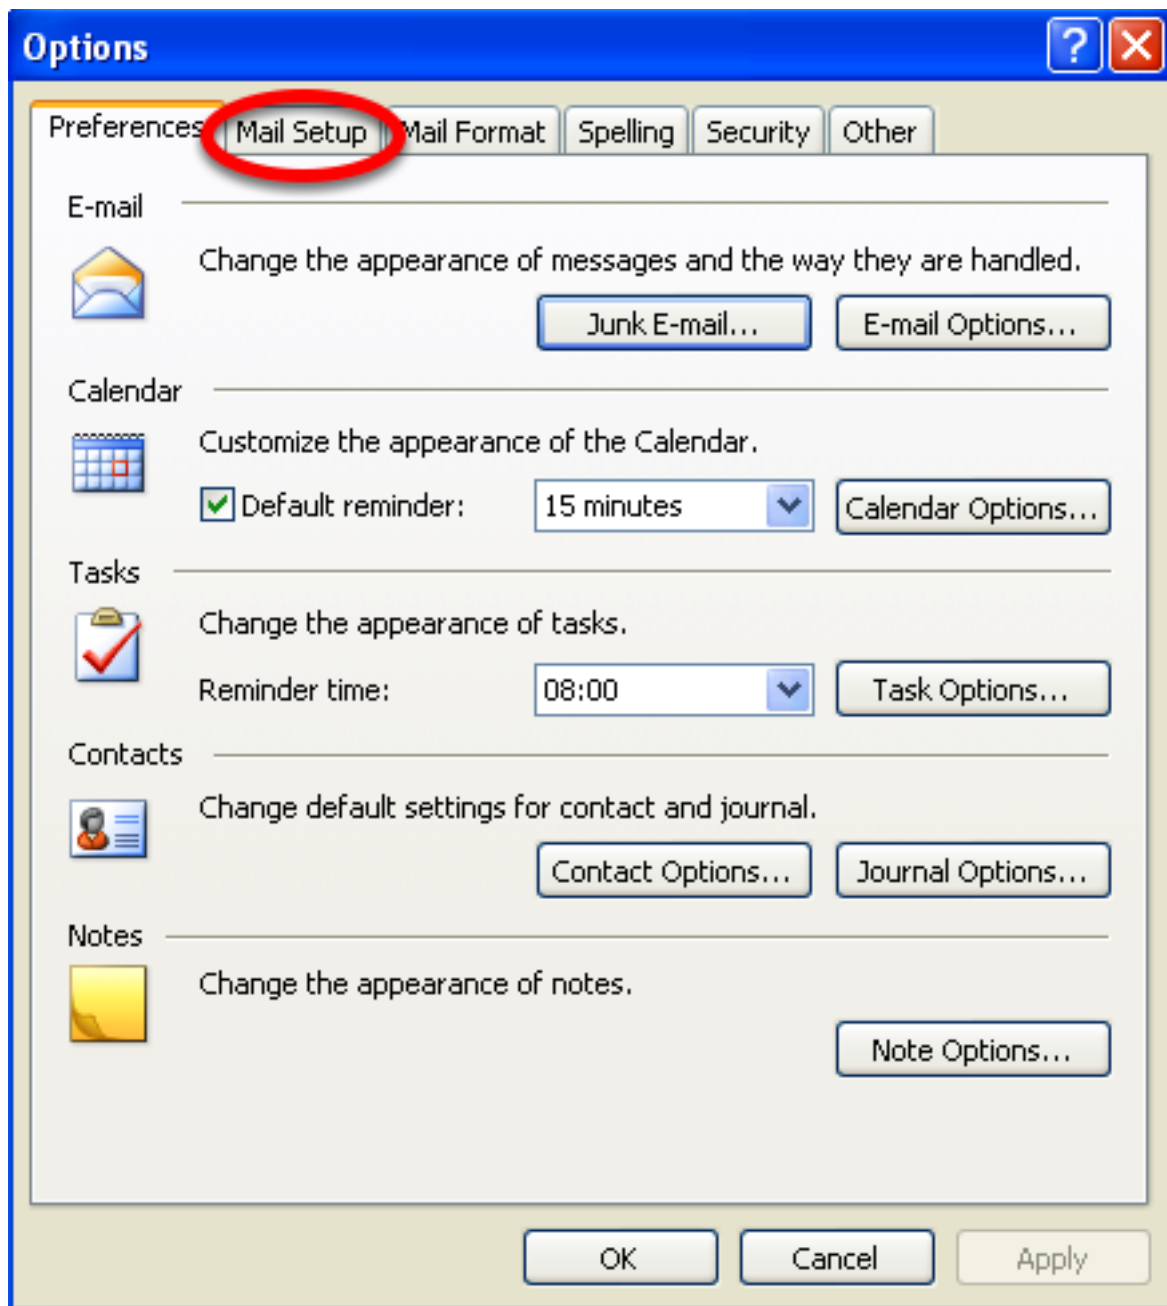 Options
Preferences Mail Setup Mail Format Spelling Security Other
E-mail
Change the appearance of messages and the way they are handled.
Junk E-mail... E-mail Options...
Calendar
Customize the appearance of the Calendar.
Default reminder: 15 minutes Calendar Options...
Tasks
Change the appearance of tasks.
Reminder time: 08:00 Task Options...
Contacts
Change default settings for contact and journal.
Contact Options... Journal Options...
Notes
Change the appearance of notes.
Note Options...
OK Cancel Apply